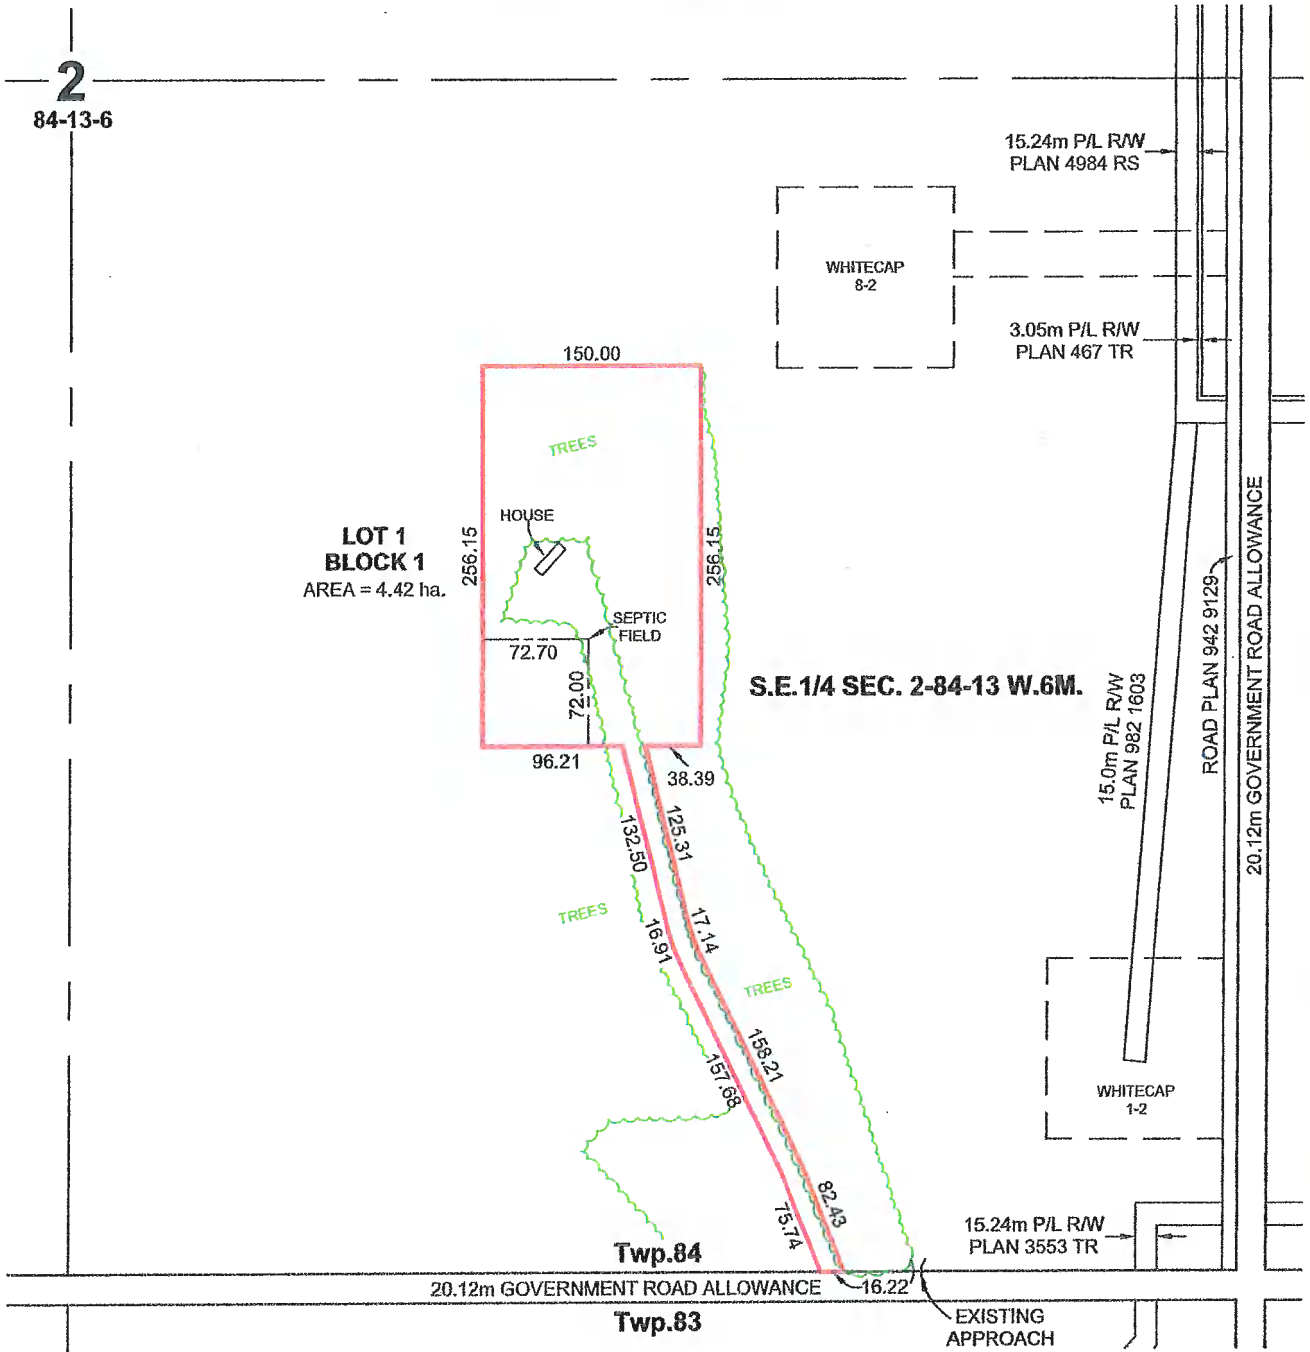 2
84-13-6
15.24m P/L R/W
PLAN 4984 RS
WHITECAP
8-2
3.05m P/L R/W
PLAN 467 TR
150.00
TREES
HOUSE
LOT 1
BLOCK 1
AREA = 4.42 ha.
256.15
256.15
SEPTIC
FIELD
72.70
72.00
S.E.1/4 SEC. 2-84-13 W.6M.
96.21
38.39
15.0m P/L R/W
PLAN 982 1603
ROAD PLAN 942 9129
20.12m GOVERNMENT ROAD ALLOWANCE
132.50
125.31
TREES
16.91
17.14
TREES
158.21
157.68
WHITECAP
1-2
82.43
75.74
15.24m P/L R/W
PLAN 3553 TR
Twp.84
20.12m GOVERNMENT ROAD ALLOWANCE
16.22
Twp.83
EXISTING
APPROACH